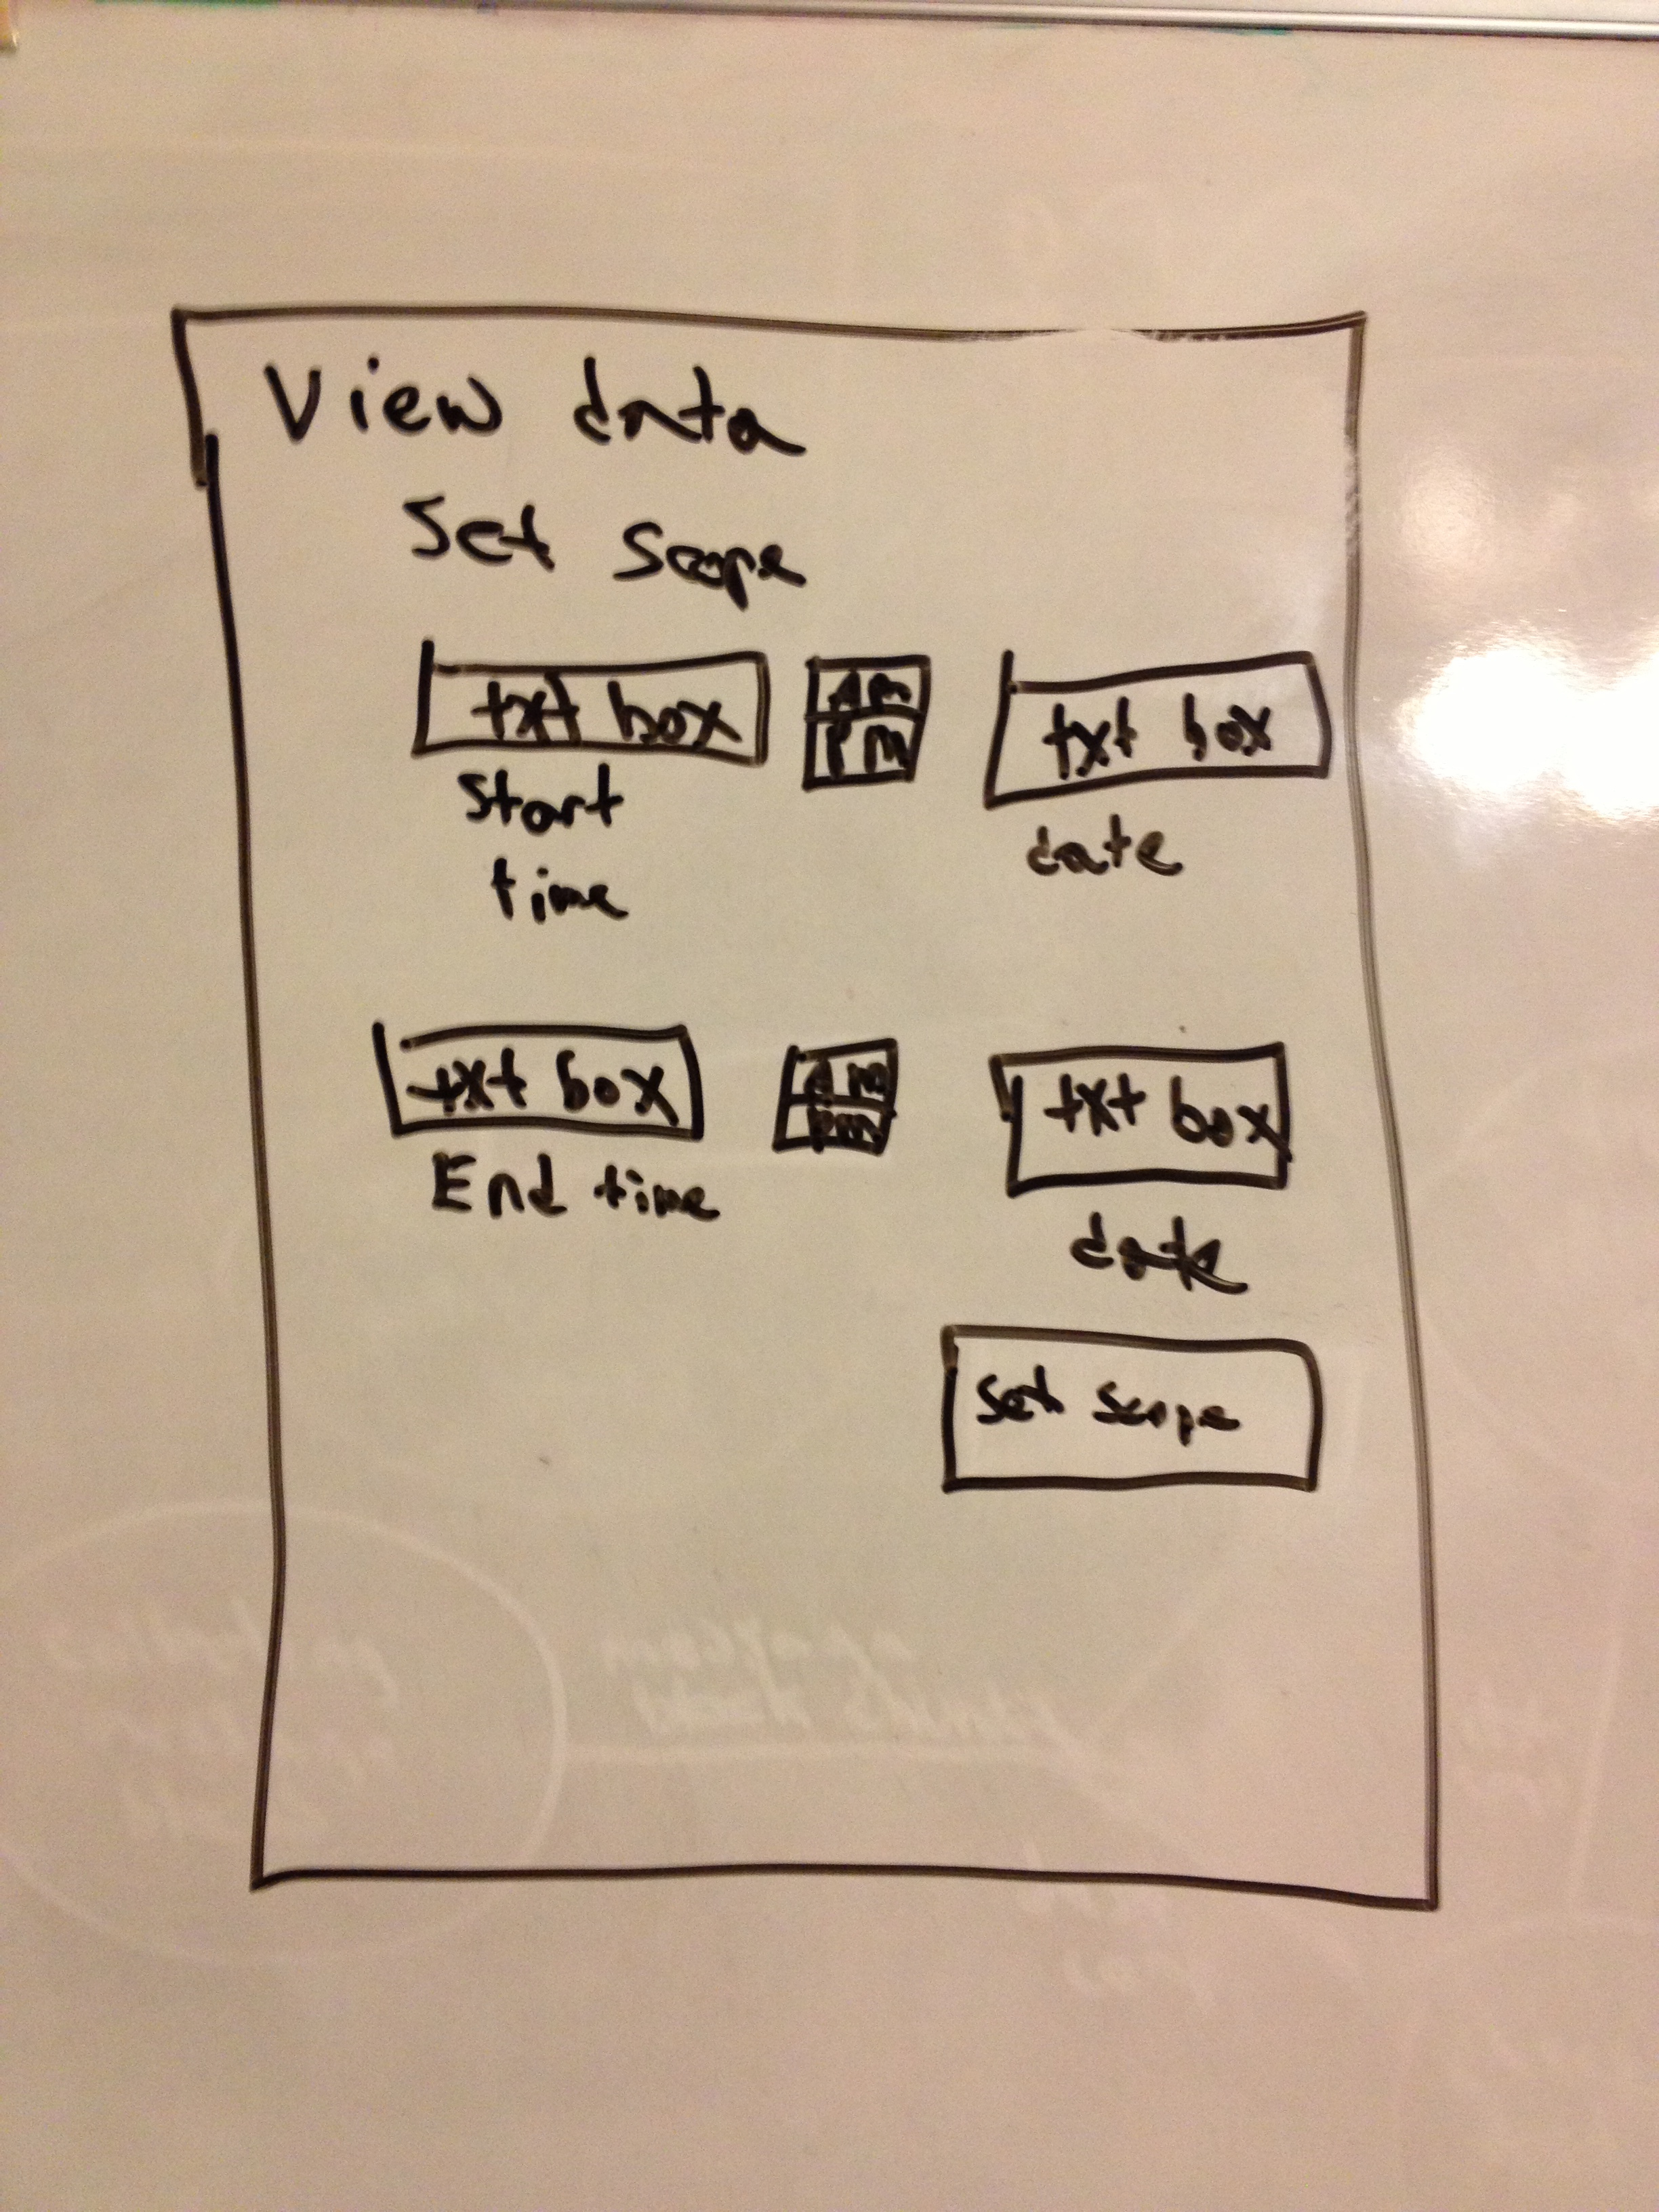 View data
Set Scope
txt box AM txt box
PM
Start date
time
txt box AM txt box
PM
End time date
Set scope